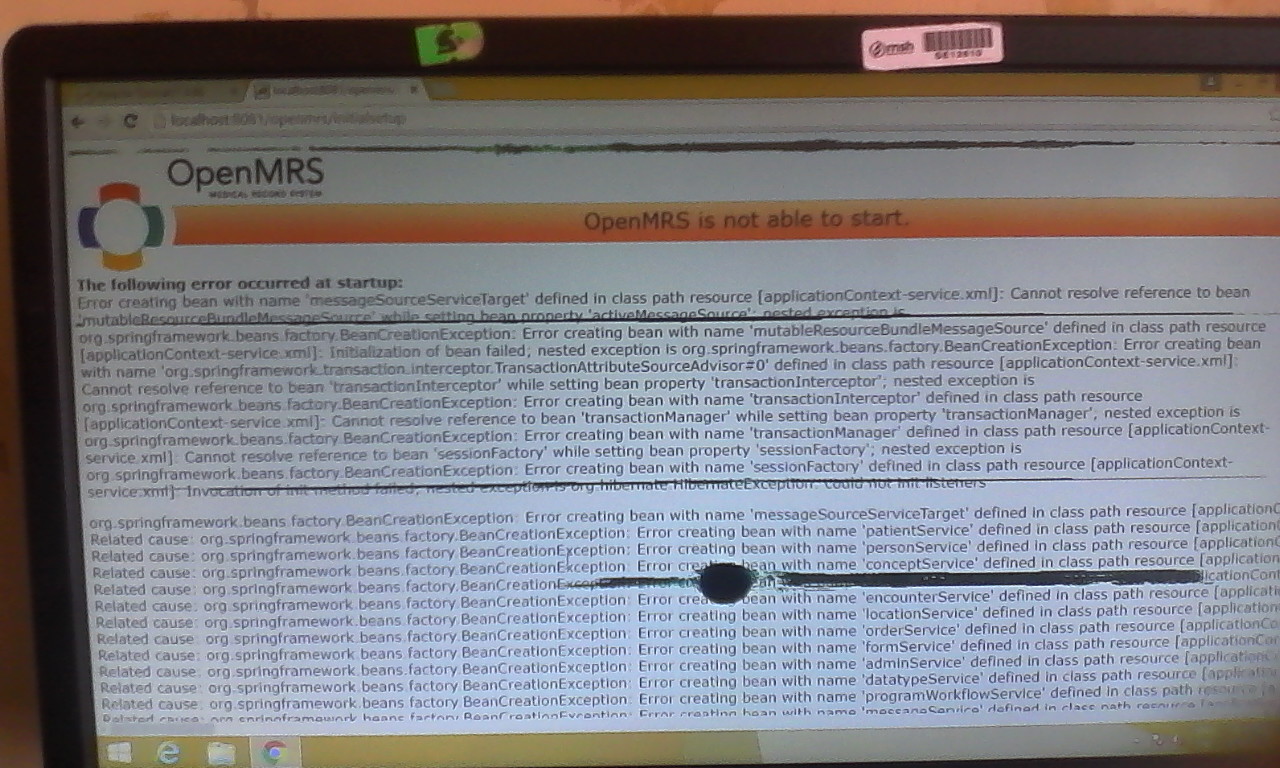 S
msh
localhost:8081/openmrs/initialsetup
OpenMRS
MEDICAL RECORD SYSTEM
OpenMRS is not able to start.
The following error occurred at startup:
Error creating bean with name 'messageSourceServiceTarget' defined in class path resource [applicationContext-service.xml]: Cannot resolve reference to bean
'mutableResourceBundleMessageSource' while setting bean property 'activeMessageSource'; nested exception is
org.springframework.beans.factory.BeanCreationException: Error creating bean with name 'mutableResourceBundleMessageSource' defined in class path resource
[applicationContext-service.xml]: Initialization of bean failed; nested exception is org.springframework.beans.factory.BeanCreationException: Error creating bean
with name 'org.springframework.transaction.interceptor.TransactionAttributeSourceAdvisor#0' defined in class path resource [applicationContext-service.xml]:
Cannot resolve reference to bean 'transactionInterceptor' while setting bean property 'transactionInterceptor'; nested exception is
org.springframework.beans.factory.BeanCreationException: Error creating bean with name 'transactionInterceptor' defined in class path resource
[applicationContext-service.xml]: Cannot resolve reference to bean 'transactionManager' while setting bean property 'transactionManager'; nested exception is
org.springframework.beans.factory.BeanCreationException: Error creating bean with name 'transactionManager' defined in class path resource [applicationContext-
service.xml]: Cannot resolve reference to bean 'sessionFactory' while setting bean property 'sessionFactory'; nested exception is
org.springframework.beans.factory.BeanCreationException: Error creating bean with name 'sessionFactory' defined in class path resource [applicationContext-
service.xml]: Invocation of init method failed; nested exception is org.hibernate.HibernateException: could not init listeners
org.springframework.beans.factory.BeanCreationException: Error creating bean with name 'messageSourceServiceTarget' defined in class path resource [applicationC
Related cause: org.springframework.beans.factory.BeanCreationException: Error creating bean with name 'patientService' defined in class path resource [application
Related cause: org.springframework.beans.factory.BeanCreationException: Error creating bean with name 'personService' defined in class path resource [application
Related cause: org.springframework.beans.factory.BeanCreationException: Error creating bean with name 'conceptService' defined in class path resource [application
Related cause: org.springframework.beans.factory.BeanCreationExce
Related cause: org.springframework.beans.factory.BeanCreationException: Error creating bean with name 'encounterService' defined in class path resource [applicati
Related cause: org.springframework.beans.factory.BeanCreationException: Error creating bean with name 'locationService' defined in class path resource [application
Related cause: org.springframework.beans.factory.BeanCreationException: Error creating bean with name 'orderService' defined in class path resource [applicationCo
Related cause: org.springframework.beans.factory.BeanCreationException: Error creating bean with name 'formService' defined in class path resource [applicationCo
Related cause: org.springframework.beans.factory.BeanCreationException: Error creating bean with name 'adminService' defined in class path resource [applicationC
Related cause: org.springframework.beans.factory.BeanCreationException: Error creating bean with name 'datatypeService' defined in class path resource [applicati
Related cause: org.springframework.beans.factory.BeanCreationException: Error creating bean with name 'programWorkflowService' defined in class path resource
Related cause: org.springframework.beans.factory.BeanCreationException: Error creating bean with name 'messageService' defined in class path resource